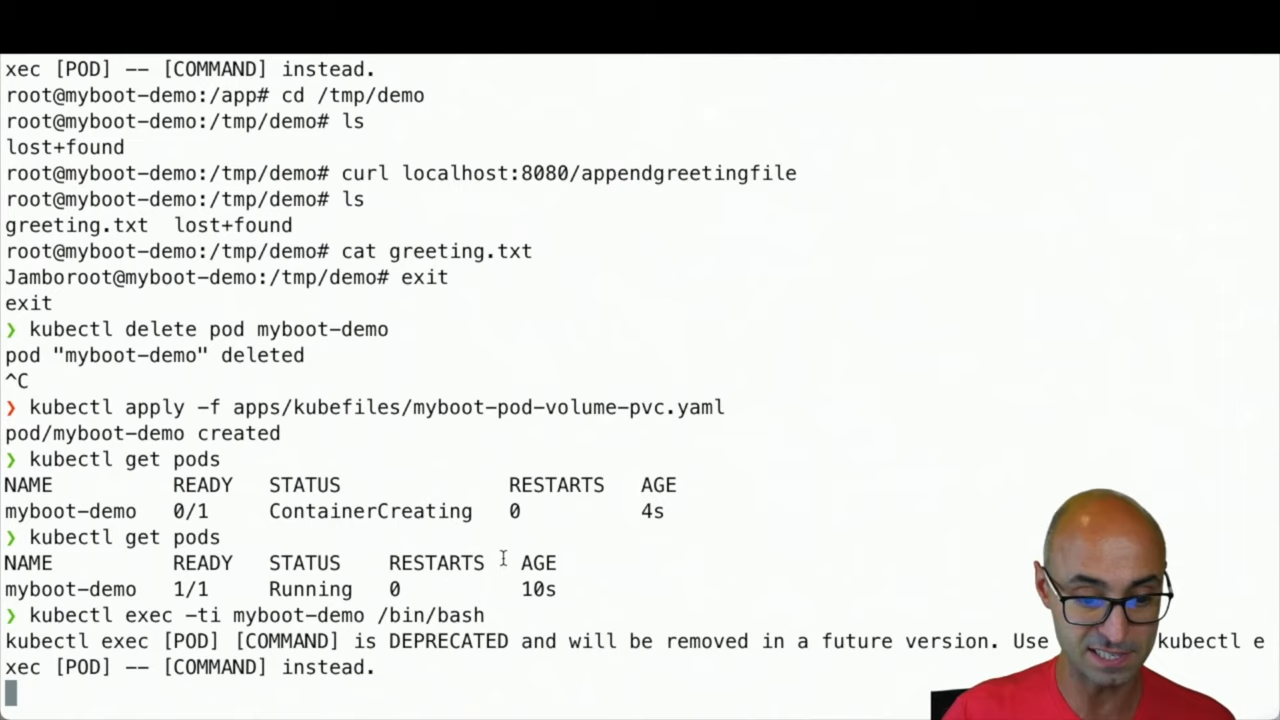 xec [POD] -- [COMMAND] instead.
root@myboot-demo:/app# cd /tmp/demo
root@myboot-demo:/tmp/demo# ls
lost+found
root@myboot-demo:/tmp/demo# curl localhost:8080/appendgreetingfile
root@myboot-demo:/tmp/demo# ls
greeting.txt  lost+found
root@myboot-demo:/tmp/demo# cat greeting.txt
Jamboroot@myboot-demo:/tmp/demo# exit
exit
❯ kubectl delete pod myboot-demo
pod "myboot-demo" deleted
^C
❯ kubectl apply -f apps/kubefiles/myboot-pod-volume-pvc.yaml
pod/myboot-demo created
❯ kubectl get pods
NAME          READY   STATUS              RESTARTS   AGE
myboot-demo   0/1     ContainerCreating   0          4s
❯ kubectl get pods
NAME          READY   STATUS    RESTARTS   AGE
myboot-demo   1/1     Running   0          10s
❯ kubectl exec -ti myboot-demo /bin/bash
kubectl exec [POD] [COMMAND] is DEPRECATED and will be removed in a future version. Use kubectl e
xec [POD] -- [COMMAND] instead.